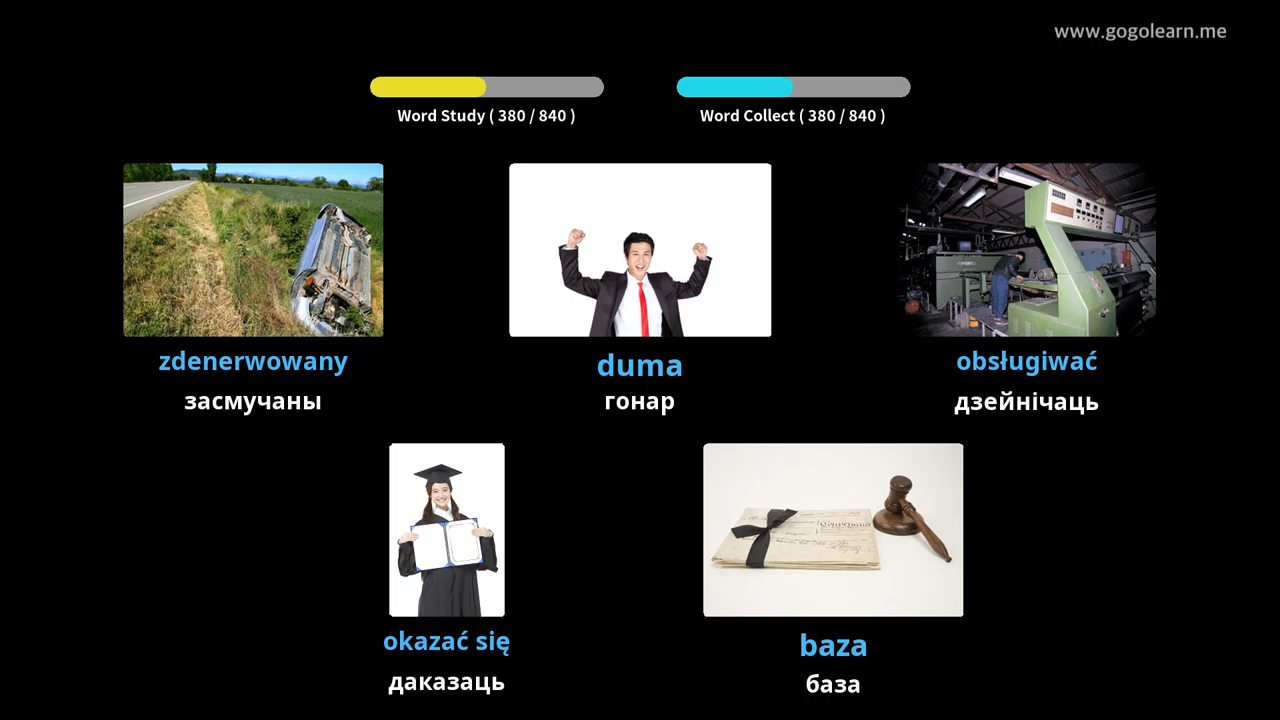 www.gogolearn.me
Word Study ( 380 / 840 )
Word Collect ( 380 / 840 )
zdenerwowany
duma
obsługiwać
засмучаны
гонар
дзейнічаць
okazać się
baza
даказаць
база